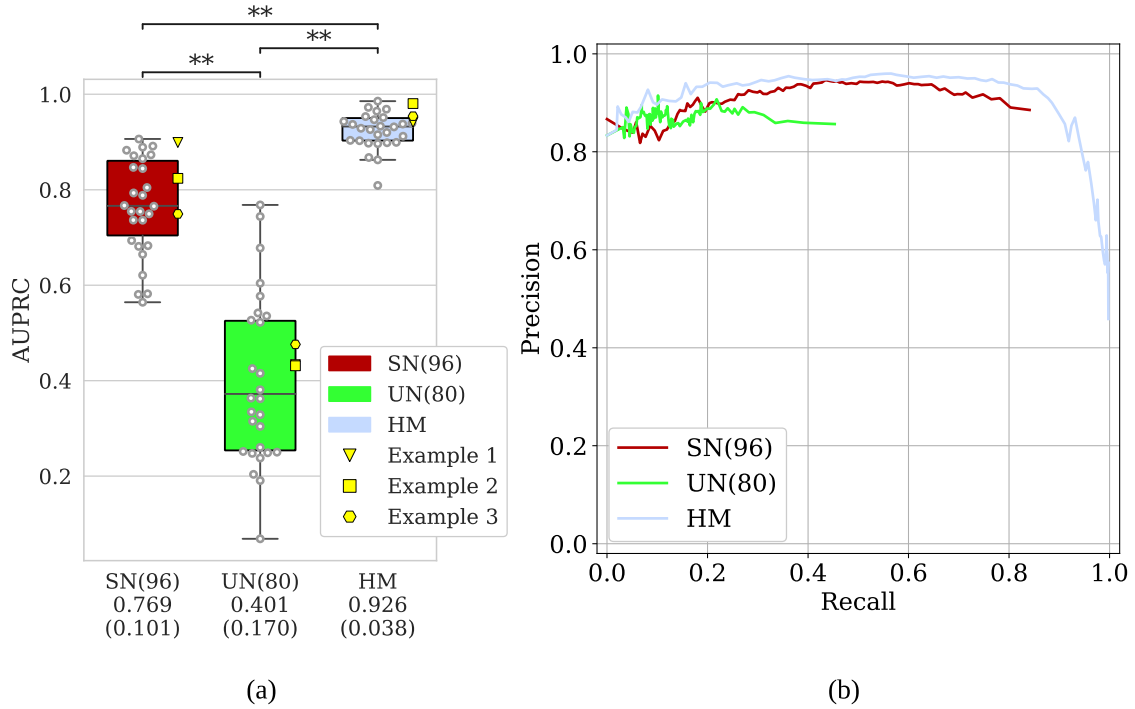 **
**
**
1.0
0.8
0.6
0.4
0.2
AUPRC
SN(96)
UN(80)
HM
Example 1
Example 2
Example 3
SN(96)
0.769
(0.101)
UN(80)
0.401
(0.170)
HM
0.926
(0.038)
(a)
1.0
0.8
0.6
0.4
0.2
0.0
Precision
SN(96)
UN(80)
HM
0.0 0.2 0.4 0.6 0.8 1.0
Recall
(b)